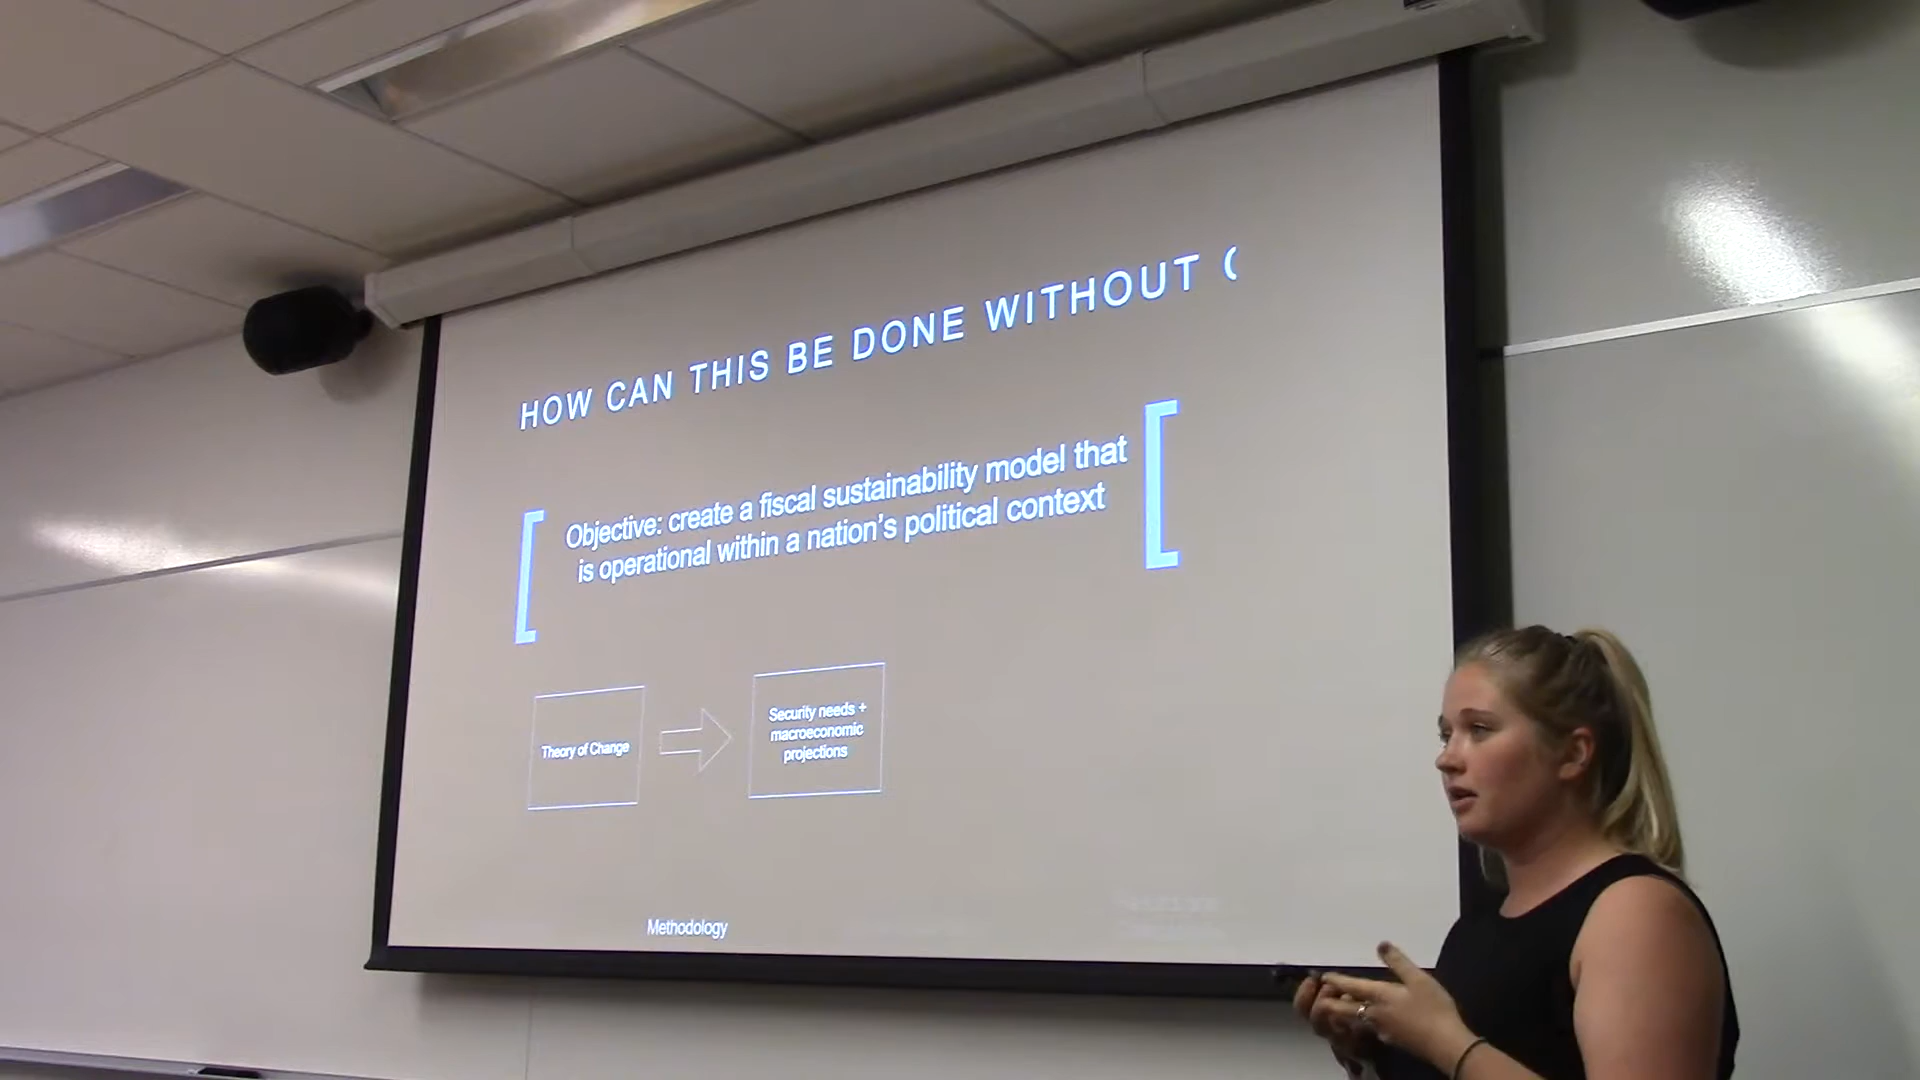 HOW CAN THIS BE DONE WITHOUT
Objective: create a fiscal sustainability model that
is operational within a nation's political context
Theory of Change
Security needs +
macroeconomic
projections
Methodology